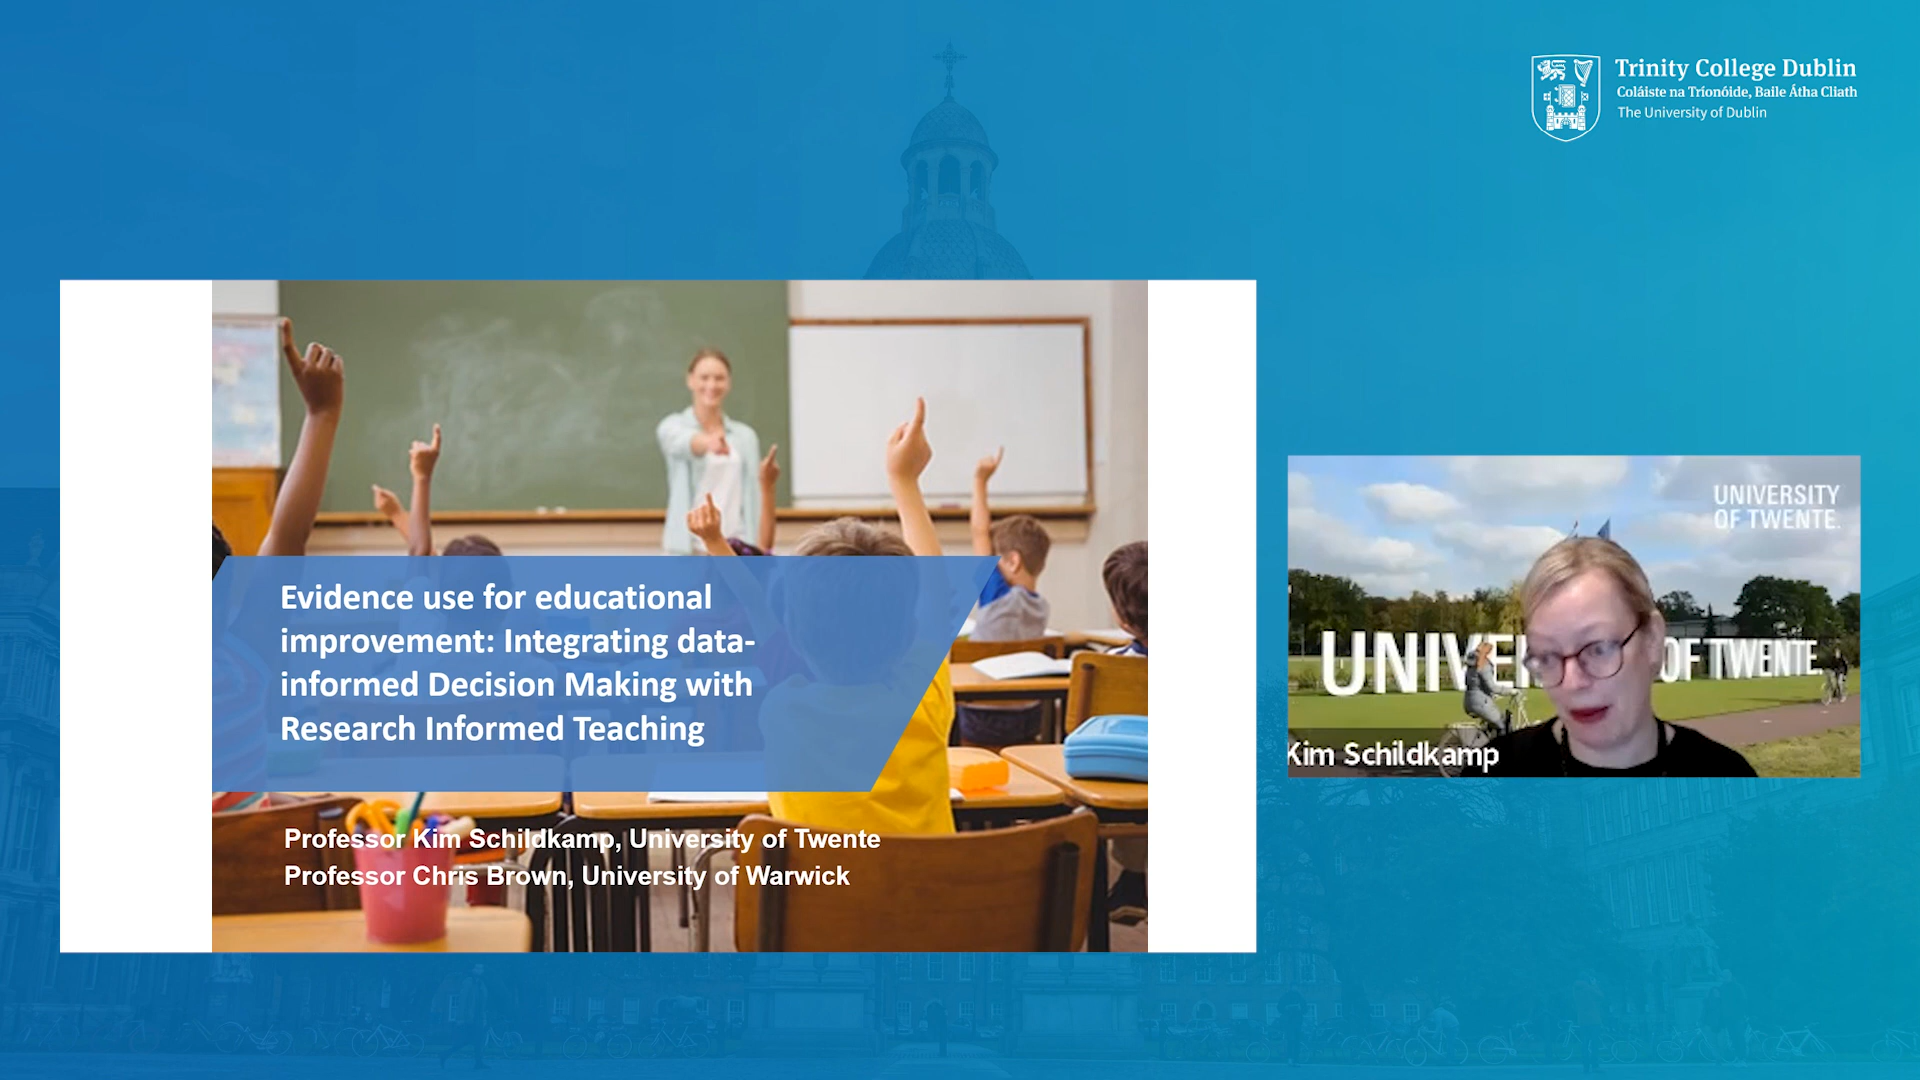 Trinity College Dublin
Coláiste na Tríonóide, Baile Átha Cliath
The University of Dublin
Evidence use for educational
improvement: Integrating data-
informed Decision Making with
Research Informed Teaching
Professor Kim Schildkamp, University of Twente
Professor Chris Brown, University of Warwick
UNIVERSITY
OF TWENTE.
OF TWENTE.
Kim Schildkamp